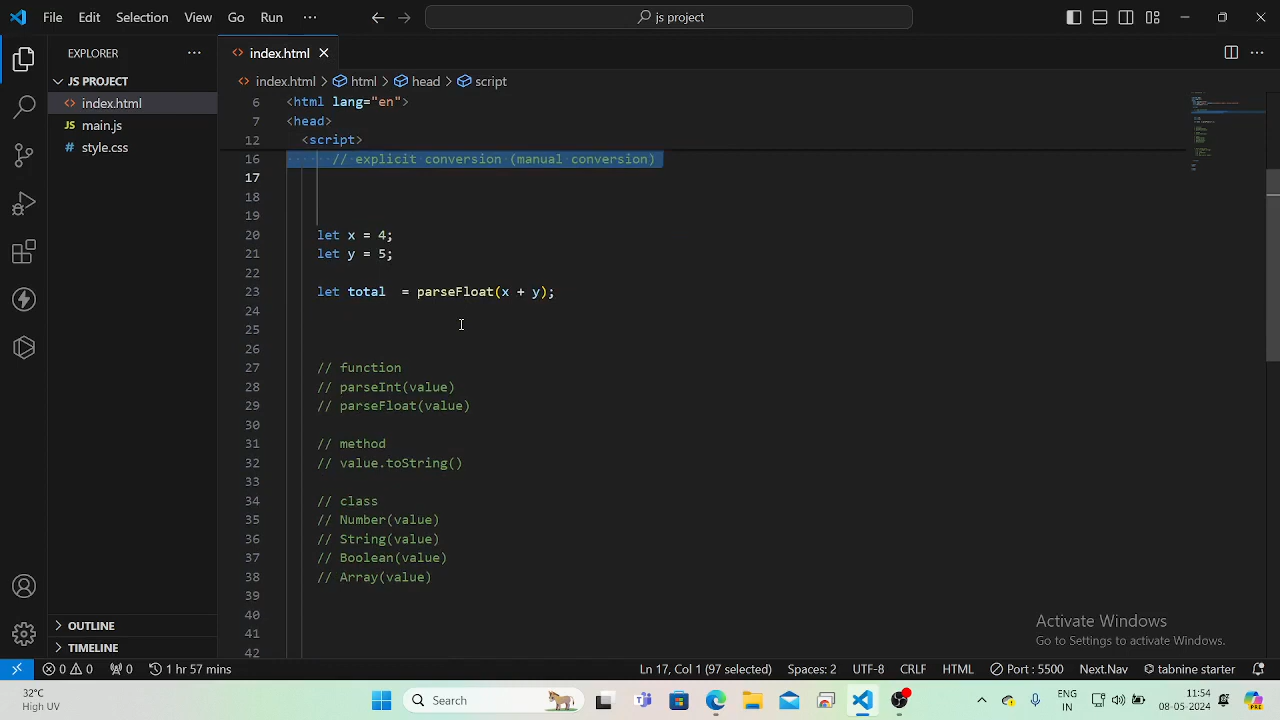 File Edit Selection View Go Run ··· js project
EXPLORER ···
index.html
JS PROJECT
index.html
main.js
style.css
index.html > html > head > script
6 <html lang="en">
7 <head>
12 <script>
16 // explicit conversion (manual conversion)
17
18
19
20 let x = 4;
21 let y = 5;
22
23 let total  = parseFloat(x + y);
24
25
26
27 // function
28 // parseInt(value)
29 // parseFloat(value)
30
31 // method
32 // value.toString()
33
34 // class
35 // Number(value)
36 // String(value)
37 // Boolean(value)
38 // Array(value)
39
40
41
42
OUTLINE
TIMELINE
Activate Windows
Go to Settings to activate Windows.
0 0 0 1 hr 57 mins Ln 17, Col 1 (97 selected) Spaces: 2 UTF-8 CRLF HTML Port : 5500 Next.Nav tabnine starter
32°C
High UV
Search
ENG
IN
11:54
08-05-2024
PRE